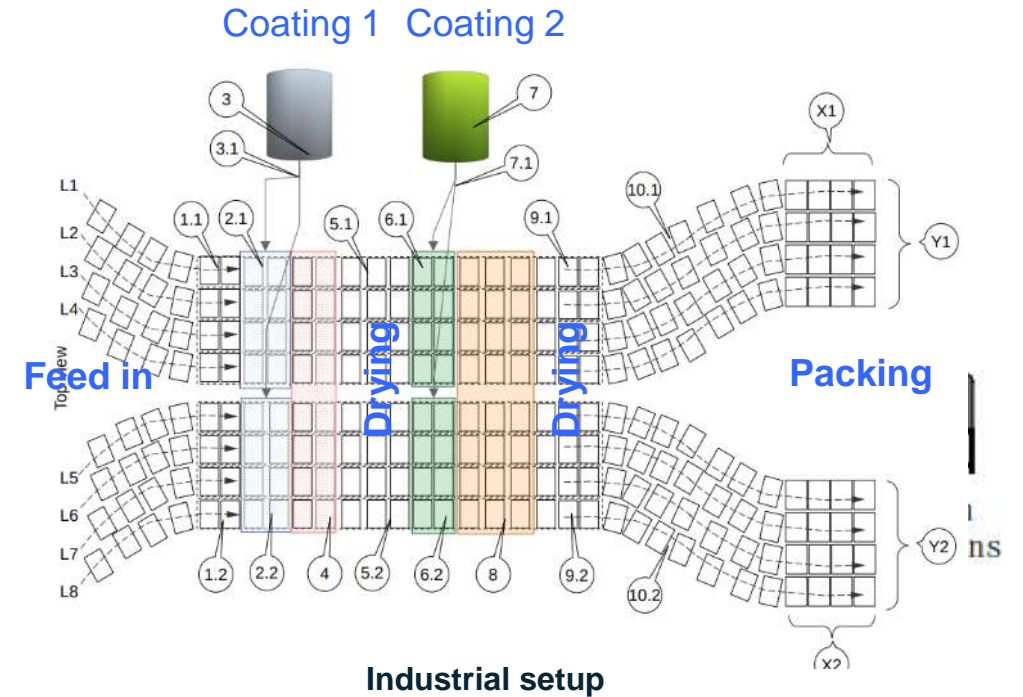 Coating 1 Coating 2
3
7
X1
3.1
7.1
L1
10.1
1.1
2.1
5.1
6.1
9.1
L2
Y1
L3
L4
Drying
Drying
Feed in
Packing
Top view
L5
L6
L7
L8
1.2
2.2
4
5.2
6.2
8
9.2
10.2
Y2
ns
X2
Industrial setup